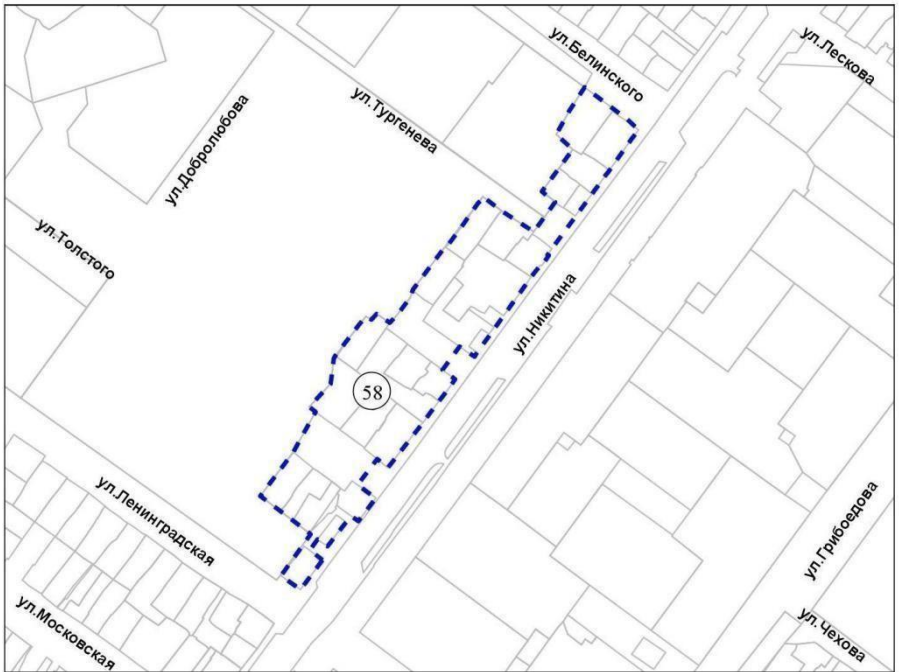 ул.Белинского
ул.Лескова
ул.Тургенева
ул.Добролюбова
ул.Толстого
ул.Никитина
58
ул.Ленинградская
ул.Грибоедова
ул.Московская
ул.Чехова